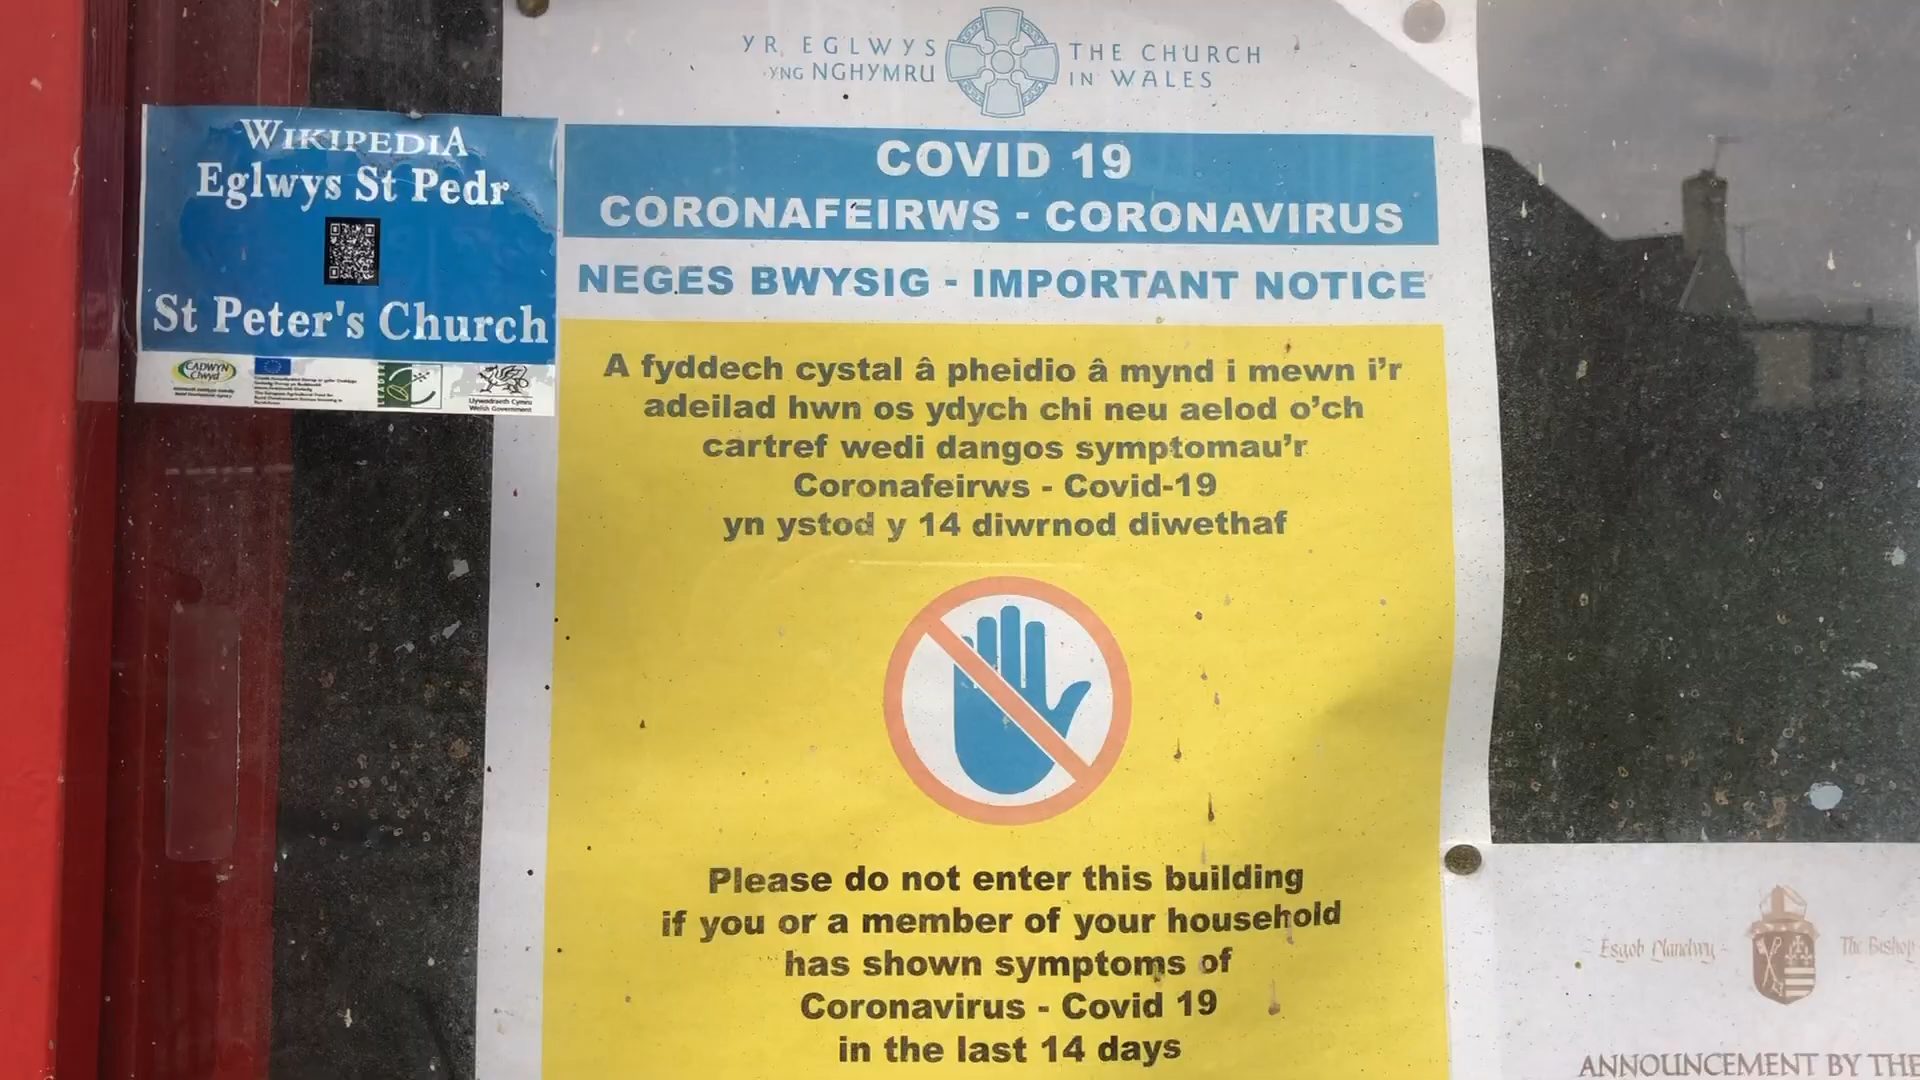 YR EGLWYS
YNG NGHYMRU
THE CHURCH
IN WALES
WIKIPEDIA
Eglwys St Pedr
St Peter's Church
CADWYN
Clwyd
Llywodraeth Cymru
Welsh Government
COVID 19
CORONAFEIRWS - CORONAVIRUS
NEGES BWYSIG - IMPORTANT NOTICE
A fyddech cystal â pheidio â mynd i mewn i'r
adeilad hwn os ydych chi neu aelod o'ch
cartref wedi dangos symptomau'r
Coronafeirws - Covid-19
yn ystod y 14 diwrnod diwethaf
Please do not enter this building
if you or a member of your household
has shown symptoms of
Coronavirus - Covid 19
in the last 14 days
Esgob Llanelwy
The Bishop
ANNOUNCEMENT BY THE